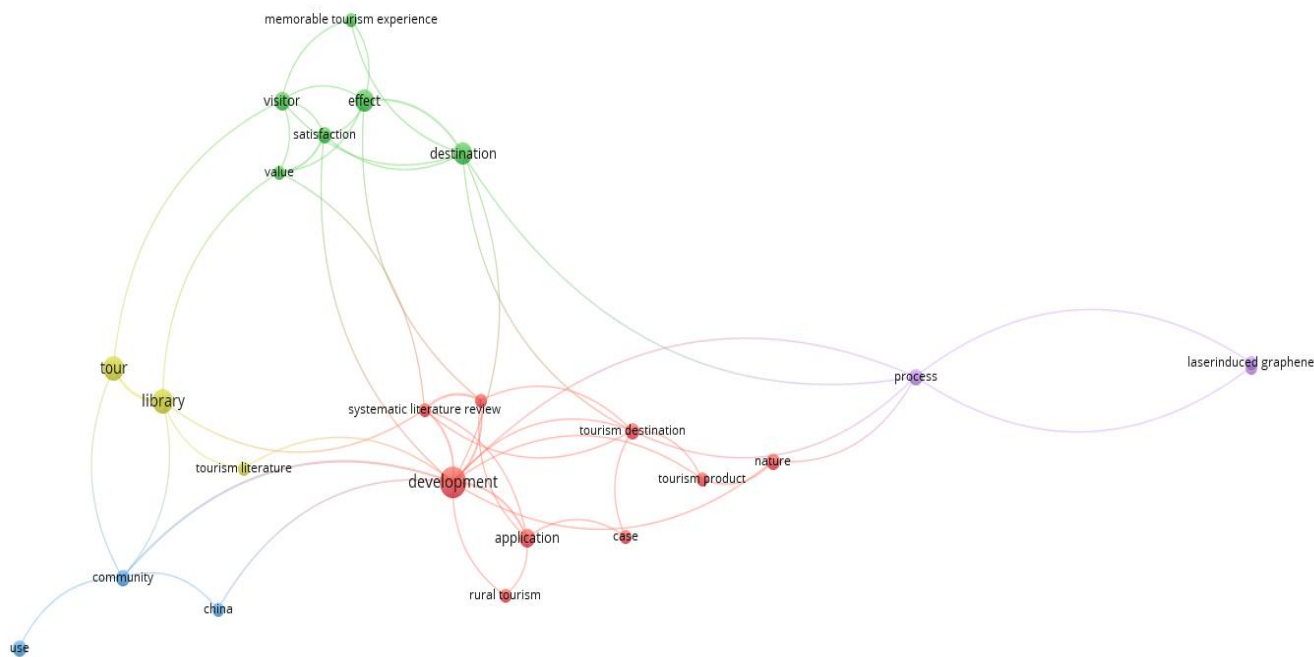 memorable tourism experience
visitor
effect
satisfaction
destination
value
laserinduced graphene
tour
process
library
systematic literature review
tourism destination
nature
tourism literature
tourism product
development
application
case
community
rural tourism
china
use